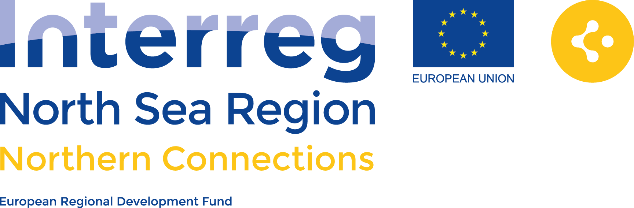 Interreg
EUROPEAN UNION
North Sea Region
Northern Connections
European Regional Development Fund